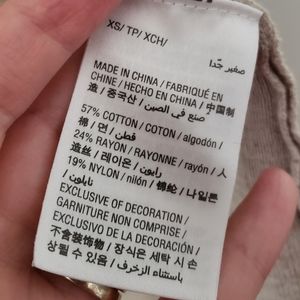 XS/ TP/ XCH/
صغير جدًا
MADE IN CHINA / FABRIQUÉ EN
CHINE / HECHO EN CHINA / 中国制
造 / 중국산 / صنع في الصين
57% COTTON / COTON / algodón /
棉 / 면 / قطن
24% RAYON / RAYONNE / rayón / 人
造丝 / 레이온 / رايون
19% NYLON / nilón / 锦纶 / 나일론
/ نايلون
EXCLUSIVE OF DECORATION /
GARNITURE NON COMPRISE /
EXCLUSIVO DE LA DECORACIÓN /
不含装饰物 / 장식은 세탁 시 손
상될 수 있음 / باستثناء الزخرف